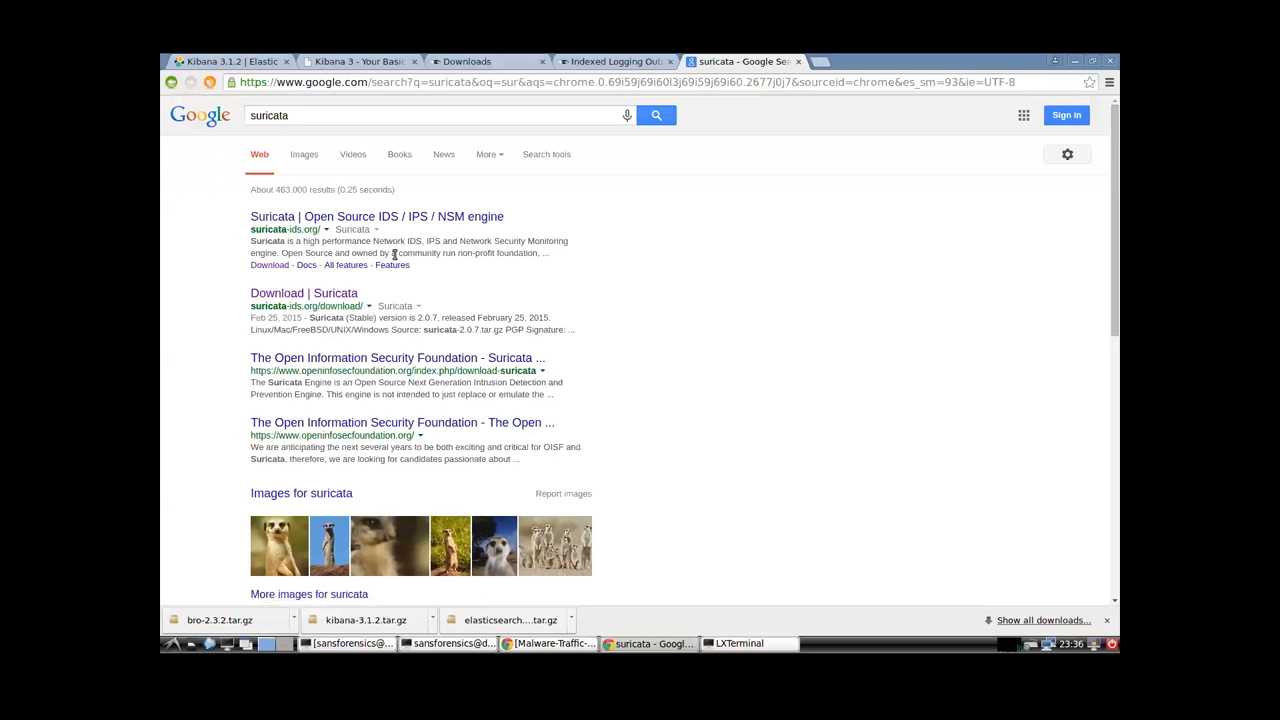 Kibana 3.1.2 | Elastic
Kibana 3 - Your Basic
Downloads
Indexed Logging Out
suricata - Google Sea
https://www.google.com/search?q=suricata&oq=sur&aqs=chrome.0.69i59j69i60l3j69i59j69i60.2677j0j7&sourceid=chrome&es_sm=93&ie=UTF-8
Google
suricata
Sign in
Web
Images
Videos
Books
News
More
Search tools
About 463,000 results (0.25 seconds)
Suricata | Open Source IDS / IPS / NSM engine
suricata-ids.org/ Suricata
Suricata is a high performance Network IDS, IPS and Network Security Monitoring
engine. Open Source and owned by a community run non-profit foundation, ...
Download - Docs - All features - Features
Download | Suricata
suricata-ids.org/download/ Suricata
Feb 25, 2015 - Suricata (Stable) version is 2.0.7, released February 25, 2015.
Linux/Mac/FreeBSD/UNIX/Windows Source: suricata-2.0.7.tar.gz PGP Signature: ...
The Open Information Security Foundation - Suricata ...
https://www.openinfosecfoundation.org/index.php/download-suricata
The Suricata Engine is an Open Source Next Generation Intrusion Detection and
Prevention Engine. This engine is not intended to just replace or emulate the ...
The Open Information Security Foundation - The Open ...
https://www.openinfosecfoundation.org/
We are anticipating the next several years to be both exciting and critical for OISF and
Suricata, therefore, we are looking for candidates passionate about ...
Images for suricata
Report images
More images for suricata
bro-2.3.2.tar.gz
kibana-3.1.2.tar.gz
elasticsearch....tar.gz
Show all downloads...
[sansforensics@...
sansforensics@d...
[Malware-Traffic-...
suricata - Googl...
LXTerminal
23:36